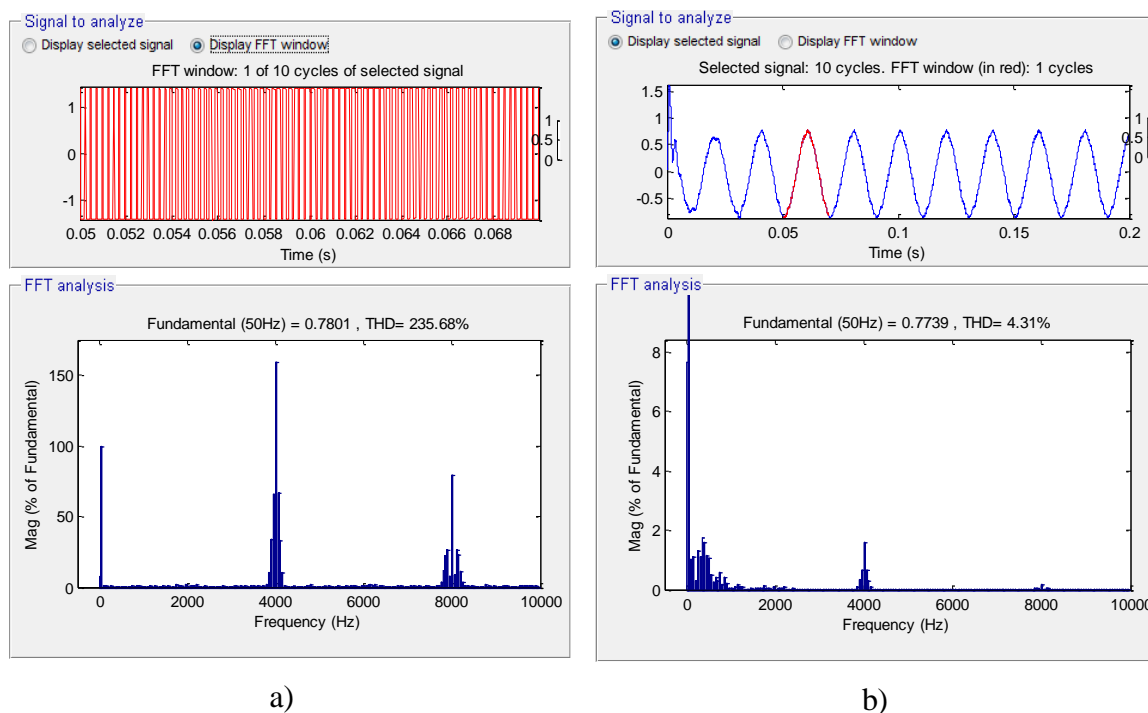 Signal to analyze
Display selected signal Display FFT window
FFT window: 1 of 10 cycles of selected signal
1
0
-1
1
0.5
0
0.05 0.052 0.054 0.056 0.058 0.06 0.062 0.064 0.066 0.068
Time (s)
FFT analysis
Fundamental (50Hz) = 0.7801 , THD= 235.68%
Mag (% of Fundamental)
150
100
50
0
0 2000 4000 6000 8000 10000
Frequency (Hz)
a)
Signal to analyze
Display selected signal Display FFT window
Selected signal: 10 cycles. FFT window (in red): 1 cycles
1.5
1
0.5
0
-0.5
1
0.5
0
0 0.05 0.1 0.15 0.2
Time (s)
FFT analysis
Fundamental (50Hz) = 0.7739 , THD= 4.31%
Mag (% of Fundamental)
8
6
4
2
0
0 2000 4000 6000 8000 10000
Frequency (Hz)
b)